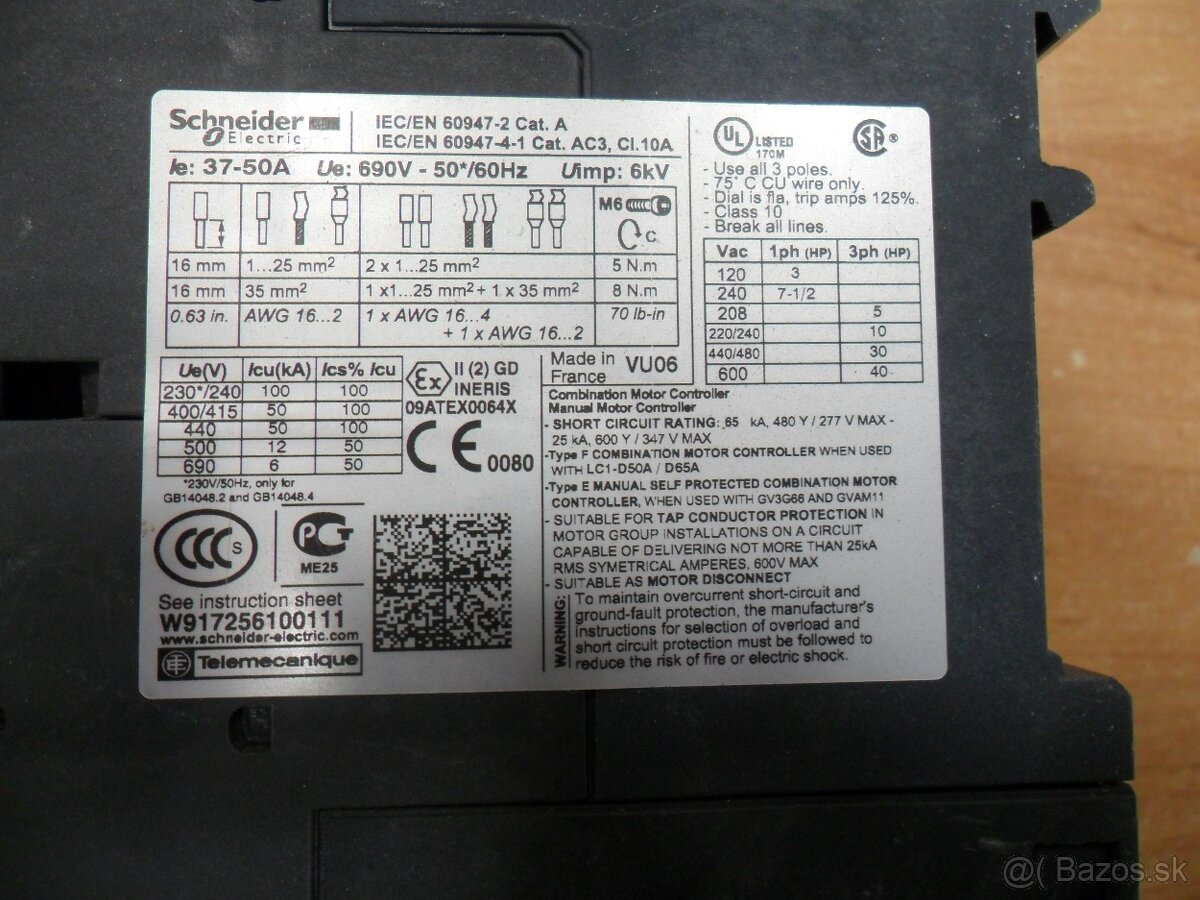 Schneider
Electric
IEC/EN 60947-2 Cat. A
IEC/EN 60947-4-1 Cat. AC3, Cl.10A
Ie: 37-50A Ue: 690V - 50*/60Hz Uimp: 6kV
M6
C
16 mm 1...25 mm² 2 x 1...25 mm² 5 N.m
16 mm 35 mm² 1 x1...25 mm² + 1 x 35 mm² 8 N.m
0.63 in. AWG 16...2 1 x AWG 16...4 70 lb-in
+ 1 x AWG 16...2
UL LISTED
170M
SA ®
- Use all 3 poles.
- 75° C CU wire only.
- Dial is fla, trip amps 125%.
- Class 10
- Break all lines.
Vac 1ph (HP) 3ph (HP)
120 3
240 7-1/2
208 5
220/240 10
440/480 30
600 40
Ue(V) Icu(kA) Ics% Icu
230*/240 100 100
400/415 50 100
440 50 100
500 12 50
690 6 50
*230V/50Hz, only for
GB14048.2 and GB14048.4
Ex II (2) GD
INERIS
09ATEX0064X
CE 0080
Made in
France VU06
Combination Motor Controller
Manual Motor Controller
- SHORT CIRCUIT RATING: 65 kA, 480 Y / 277 V MAX -
25 kA, 600 Y / 347 V MAX
-Type F COMBINATION MOTOR CONTROLLER WHEN USED
WITH LC1-D50A / D65A
-Type E MANUAL SELF PROTECTED COMBINATION MOTOR
CONTROLLER, WHEN USED WITH GV3G66 AND GVAM11
- SUITABLE FOR TAP CONDUCTOR PROTECTION IN
MOTOR GROUP INSTALLATIONS ON A CIRCUIT
CAPABLE OF DELIVERING NOT MORE THAN 25kA
RMS SYMETRICAL AMPERES, 600V MAX
- SUITABLE AS MOTOR DISCONNECT
WARNING:
To maintain overcurrent short-circuit and
ground-fault protection, the manufacturer's
instructions for selection of overload and
short circuit protection must be followed to
reduce the risk of fire or electric shock.
CCC S
PCT
ME25
See instruction sheet
W917256100111
www.schneider-electric.com
Telemecanique
@( Bazos.sk